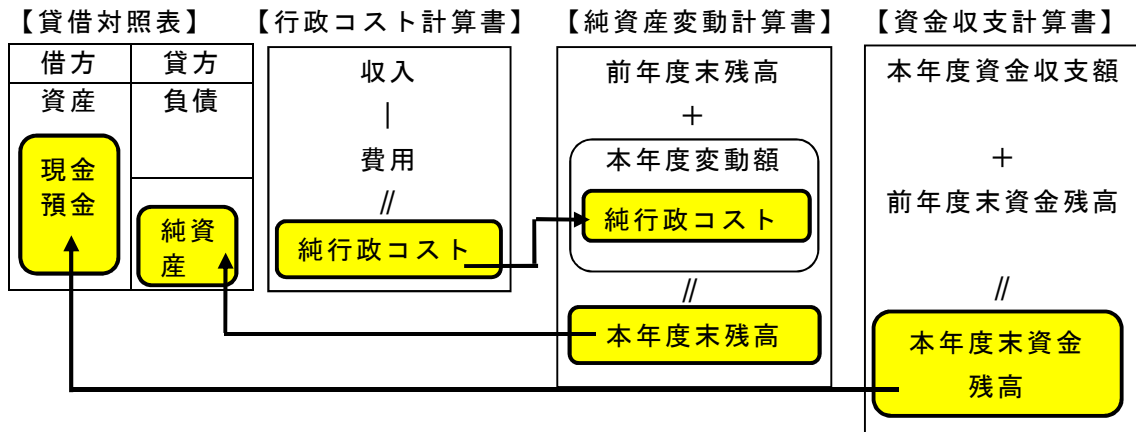 【貸借対照表】
借方 貸方
資産 負債
現金
預金
純資
産
【行政コスト計算書】
収入
|
費用
//
純行政コスト
【純資産変動計算書】
前年度末残高
+
本年度変動額
純行政コスト
//
本年度末残高
【資金収支計算書】
本年度資金収支額
+
前年度末資金残高
//
本年度末資金
残高